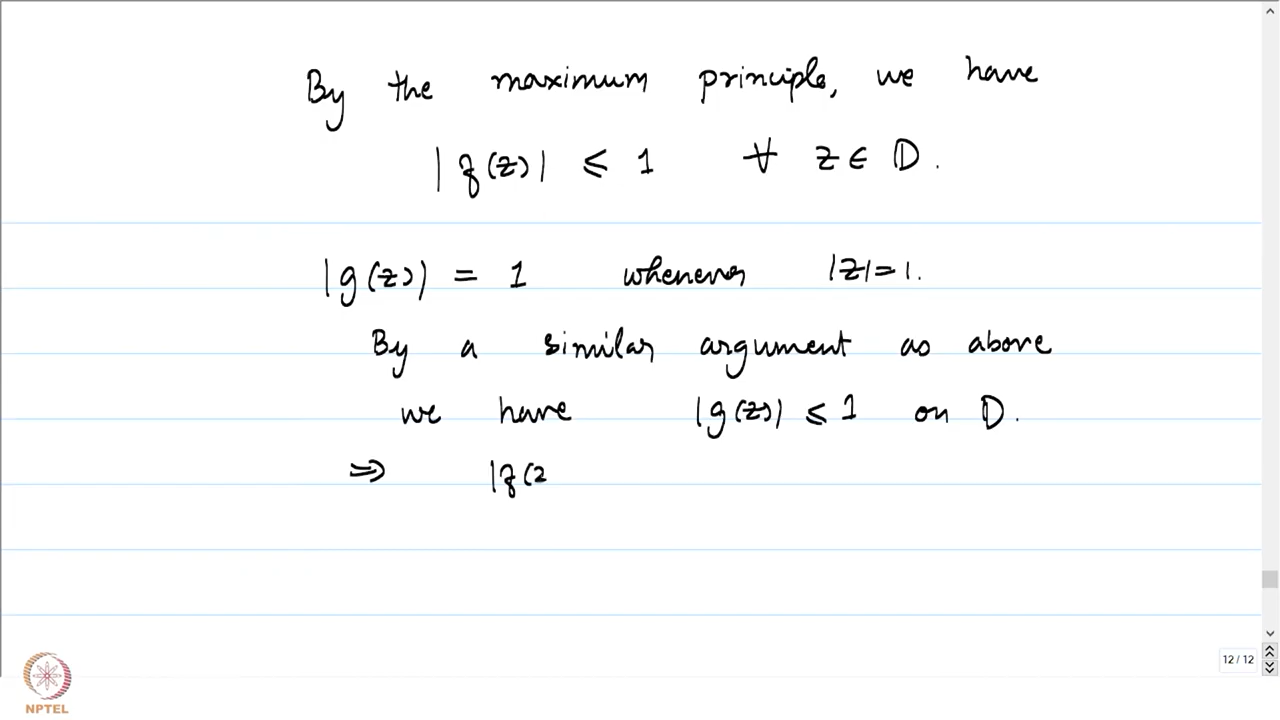 By the maximum principle, we have
|f(z)| ≤ 1 ∀ z ∈ 𝔻.
|g(z)| = 1 whenever |z| = 1.
By a similar argument as above
we have |g(z)| ≤ 1 on 𝔻.
⇒ |f(z
12 / 12
NPTEL